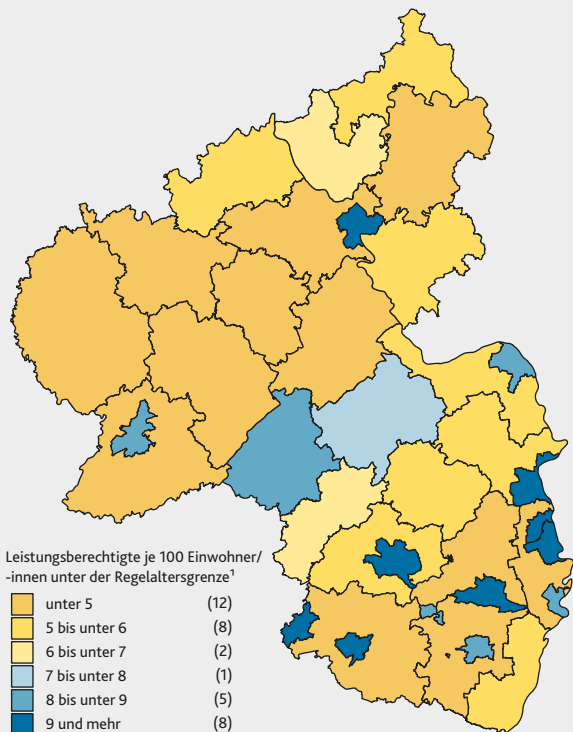 Leistungsberechtigte je 100 Einwohner/
-innen unter der Regelaltersgrenze¹
unter 5 (12)
5 bis unter 6 (8)
6 bis unter 7 (2)
7 bis unter 8 (1)
8 bis unter 9 (5)
9 und mehr (8)